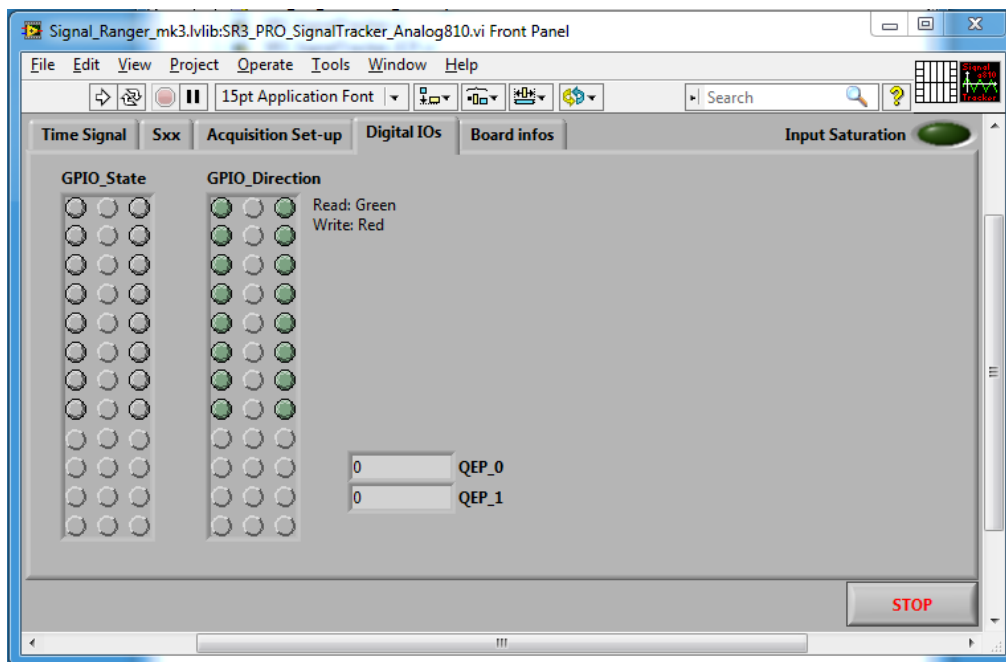 Signal_Ranger_mk3.lvlib:SR3_PRO_SignalTracker_Analog810.vi Front Panel
File Edit View Project Operate Tools Window Help
15pt Application Font
Search
Signal
Tracker
Time Signal Sxx Acquisition Set-up Digital IOs Board infos Input Saturation
GPIO_State GPIO_Direction
Read: Green
Write: Red
0 QEP_0
0 QEP_1
STOP